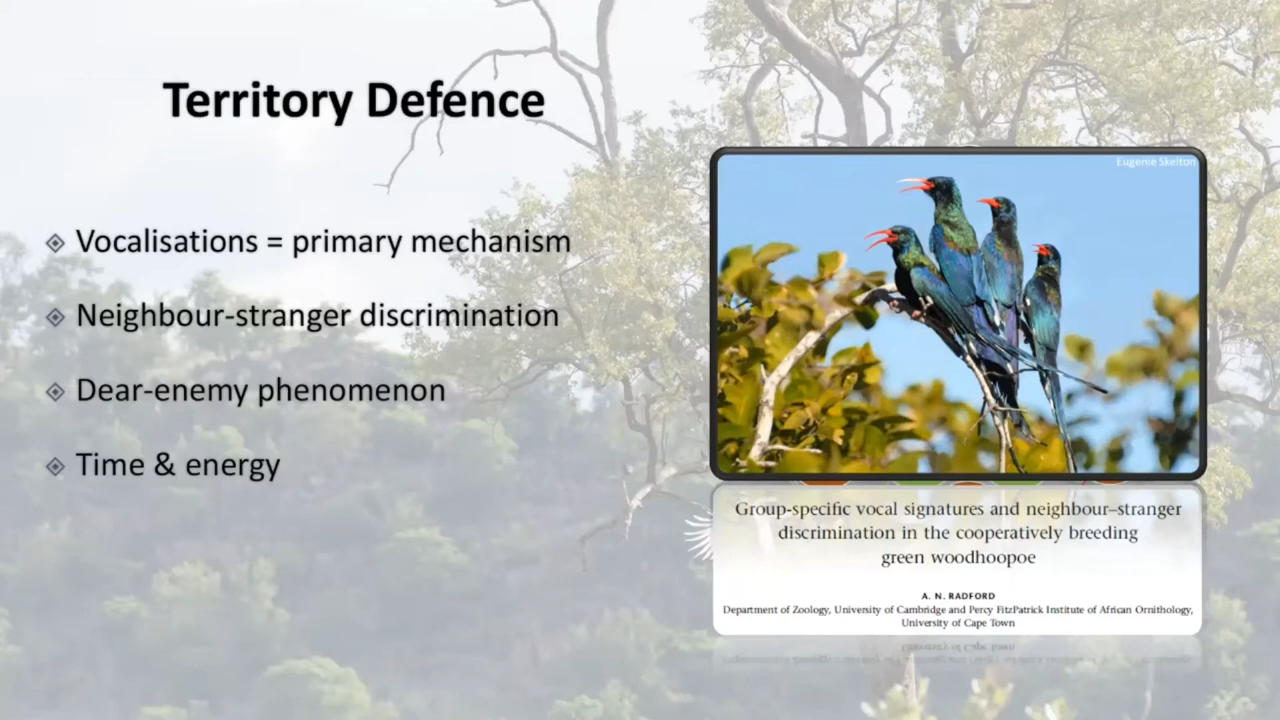 Territory Defence
Vocalisations = primary mechanism
Neighbour-stranger discrimination
Dear-enemy phenomenon
Time & energy
Eugenie Skelton
Group-specific vocal signatures and neighbour–stranger
discrimination in the cooperatively breeding
green woodhoopoe
A. N. RADFORD
Department of Zoology, University of Cambridge and Percy FitzPatrick Institute of African Ornithology,
University of Cape Town